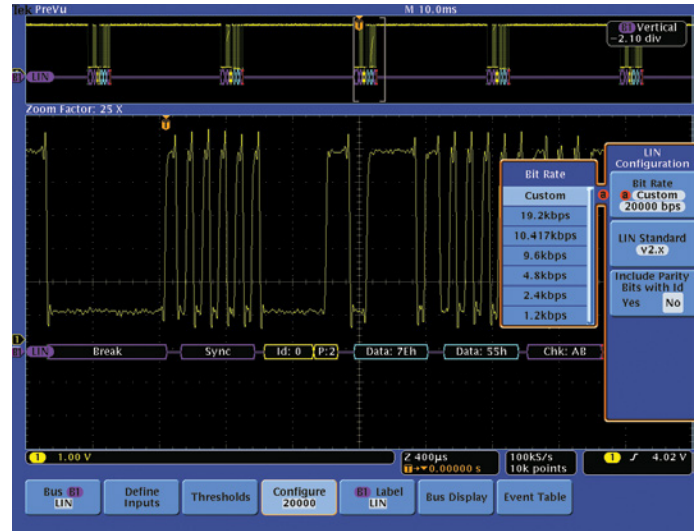 Tek PreVu
M 10.0ms
B1 Vertical
-2.10 div
B1 LIN
Zoom Factor: 25 X
LIN
Configuration
Bit Rate
a Custom
20000 bps
LIN Standard
v2.x
Include Parity
Bits with Id
Yes No
Bit Rate
Custom
19.2kbps
10.417kbps
9.6kbps
4.8kbps
2.4kbps
1.2kbps
a
T
1
B1 LIN Break Sync Id: 0 P:2 Data: 7Eh Data: 55h Chk: AB
1 1.00 V
Z 400μs
T→▼0.00000 s
100kS/s
10k points
1 ∫ 4.02 V
Bus B1
LIN
Define
Inputs
Thresholds
Configure
20000
B1 Label
LIN
Bus Display
Event Table